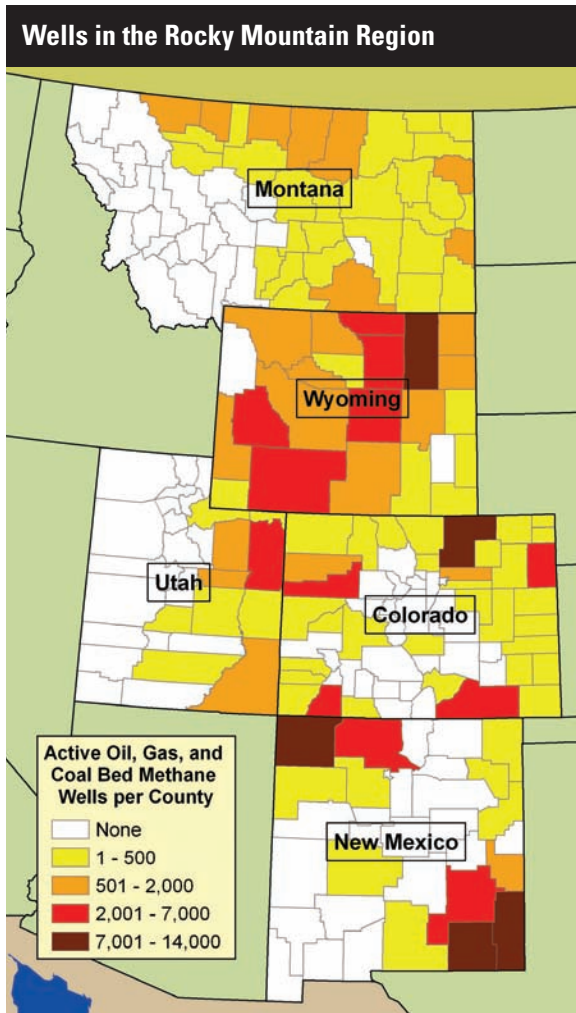 Wells in the Rocky Mountain Region
Montana
Wyoming
Utah
Colorado
New Mexico
Active Oil, Gas, and
Coal Bed Methane
Wells per County
None
1 - 500
501 - 2,000
2,001 - 7,000
7,001 - 14,000